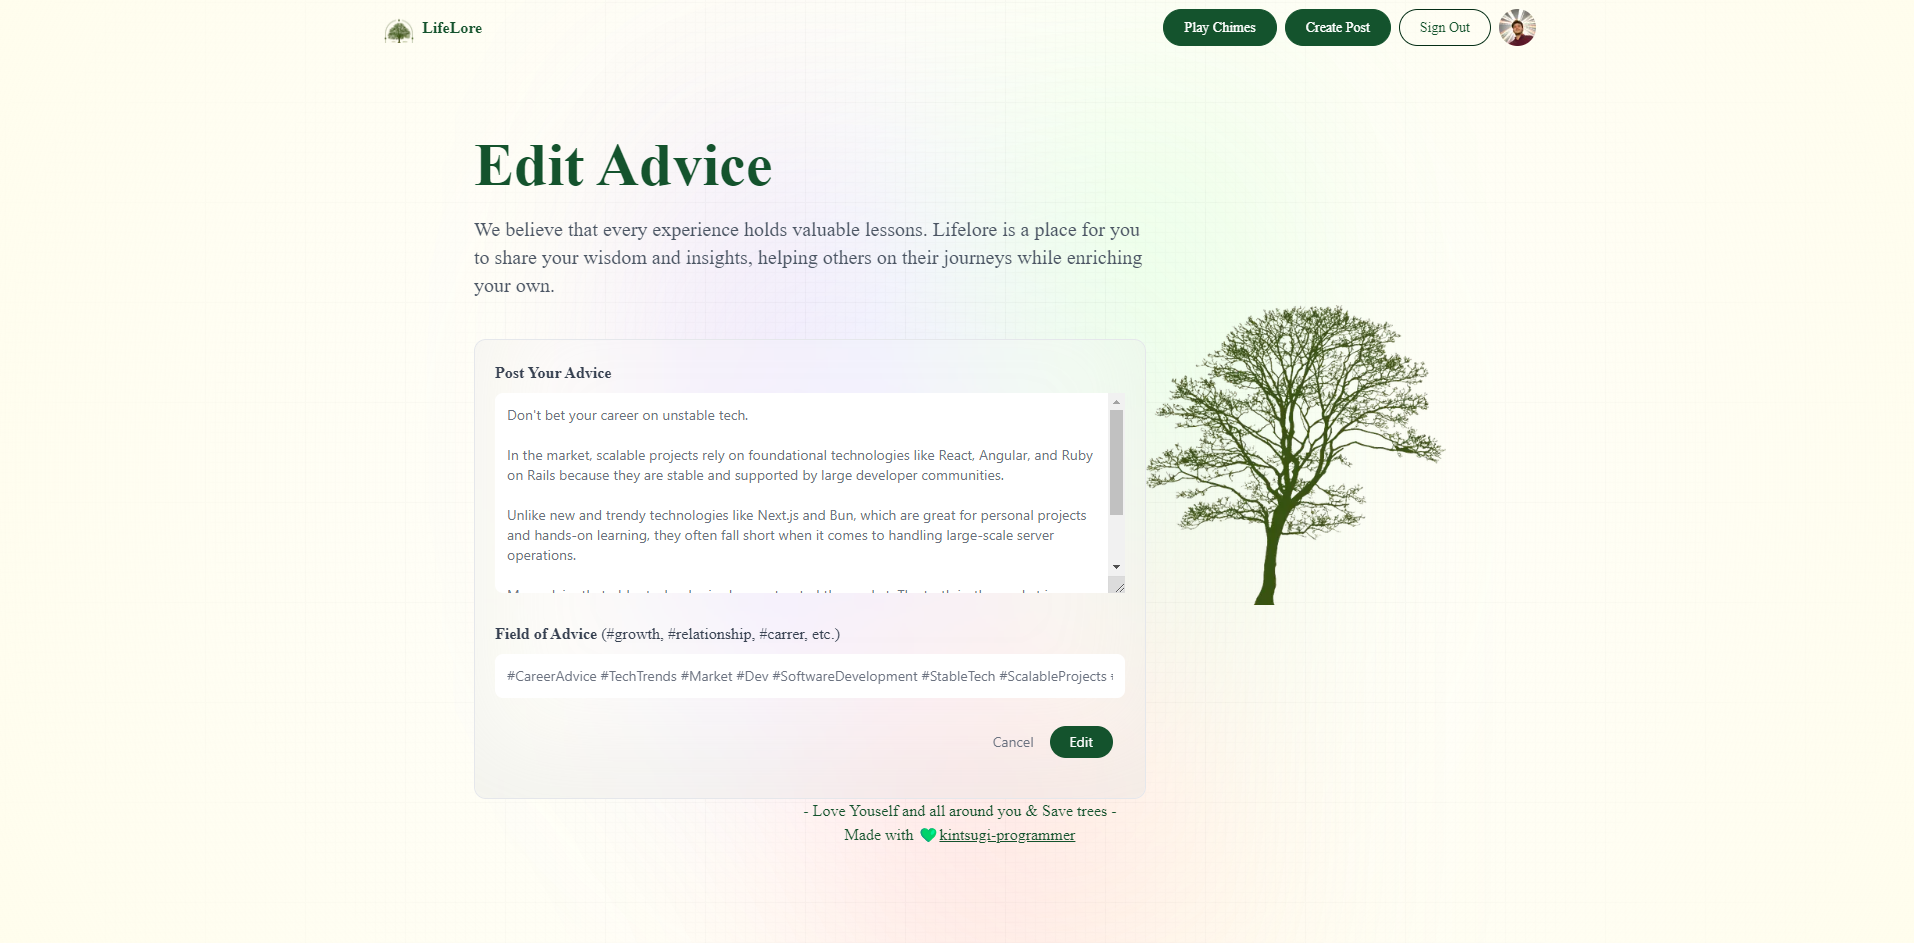 LifeLore
Play Chimes
Create Post
Sign Out
Edit Advice
We believe that every experience holds valuable lessons. Lifelore is a place for you
to share your wisdom and insights, helping others on their journeys while enriching
your own.
Post Your Advice
Don't bet your career on unstable tech.
In the market, scalable projects rely on foundational technologies like React, Angular, and Ruby
on Rails because they are stable and supported by large developer communities.
Unlike new and trendy technologies like Next.js and Bun, which are great for personal projects
and hands-on learning, they often fall short when it comes to handling large-scale server
operations.
Field of Advice (#growth, #relationship, #carrer, etc.)
#CareerAdvice #TechTrends #Market #Dev #SoftwareDevelopment #StableTech #ScalableProjects
Cancel
Edit
- Love Youself and all around you & Save trees -
Made with 💚 kintsugi-programmer